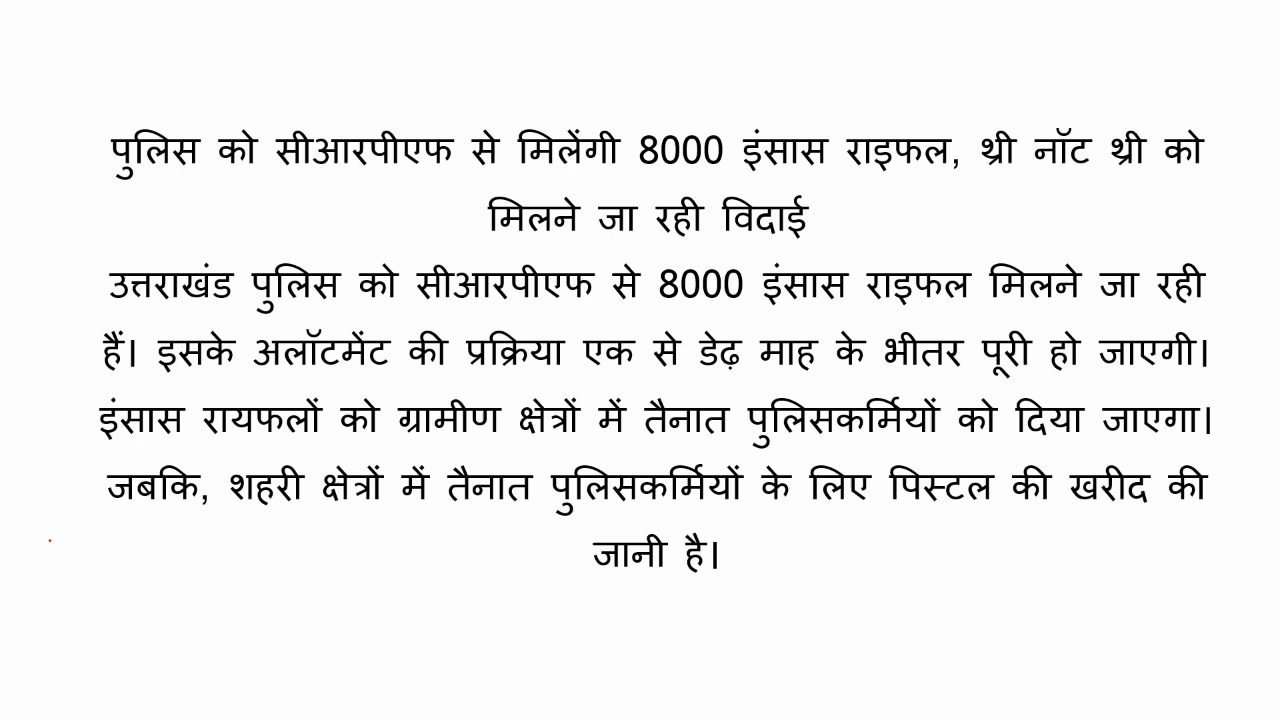 पुलिस को सीआरपीएफ से मिलेंगी 8000 इंसास राइफल, थ्री नॉट थ्री को
मिलने जा रही विदाई
उत्तराखंड पुलिस को सीआरपीएफ से 8000 इंसास राइफल मिलने जा रही
हैं। इसके अलॉटमेंट की प्रक्रिया एक से डेढ़ माह के भीतर पूरी हो जाएगी।
इंसास रायफलों को ग्रामीण क्षेत्रों में तैनात पुलिसकर्मियों को दिया जाएगा।
जबकि, शहरी क्षेत्रों में तैनात पुलिसकर्मियों के लिए पिस्टल की खरीद की
जानी है।